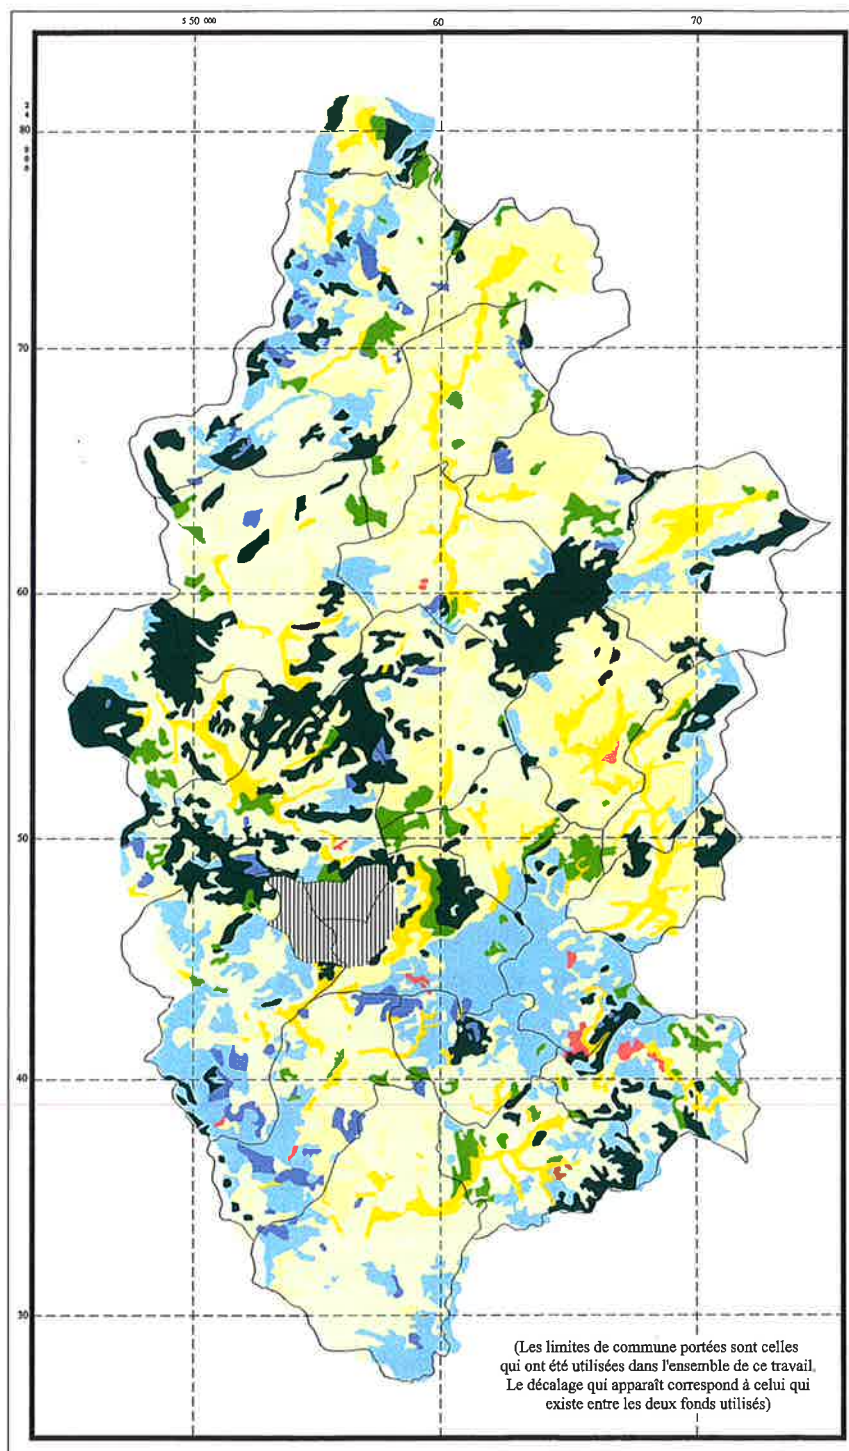 5 50 000
60
70
80
70
60
50
40
30
(Les limites de commune portées sont celles
qui ont été utilisées dans l'ensemble de ce travail.
Le décalage qui apparaît correspond à celui qui
existe entre les deux fonds utilisés)